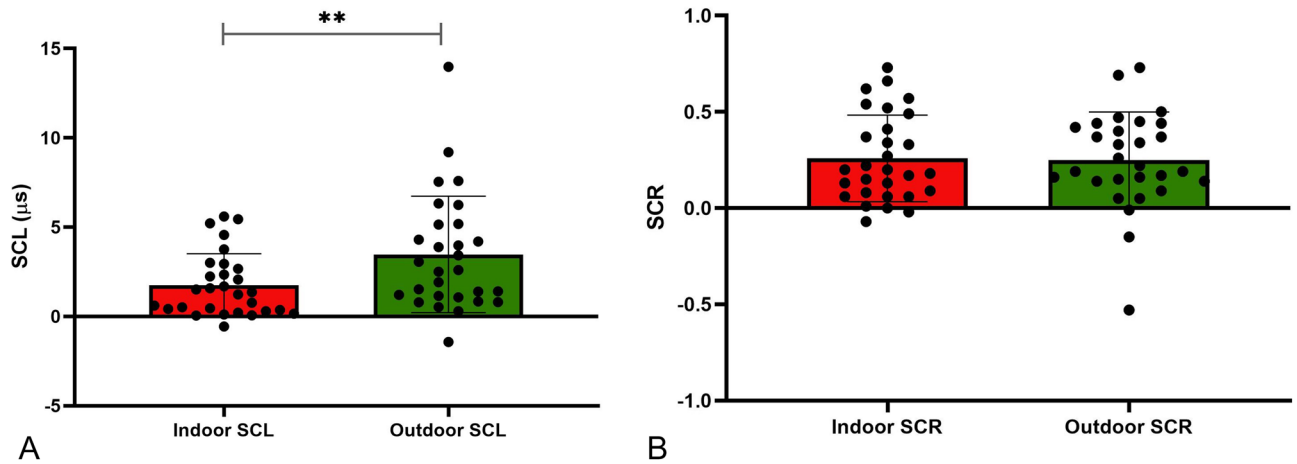 **
15
10
5
0
-5
SCL (μs)
Indoor SCL
Outdoor SCL
A
1.0
0.5
0.0
-0.5
-1.0
SCR
Indoor SCR
Outdoor SCR
B